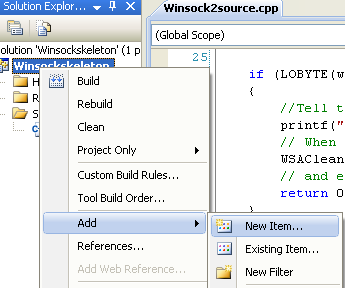 Solution Explor...
Winsock2source.cpp
(Global Scope)
olution 'Winsockskeleton' (1 p
Winsockskeleton
H
R
S
25
if (LOBYTE(w
{
//Tell t
printf("
// When
WSAClean
// and e
return 0
Build
Rebuild
Clean
Project Only
Custom Build Rules...
Tool Build Order...
Add
References...
Add Web Reference...
New Item...
Existing Item...
New Filter